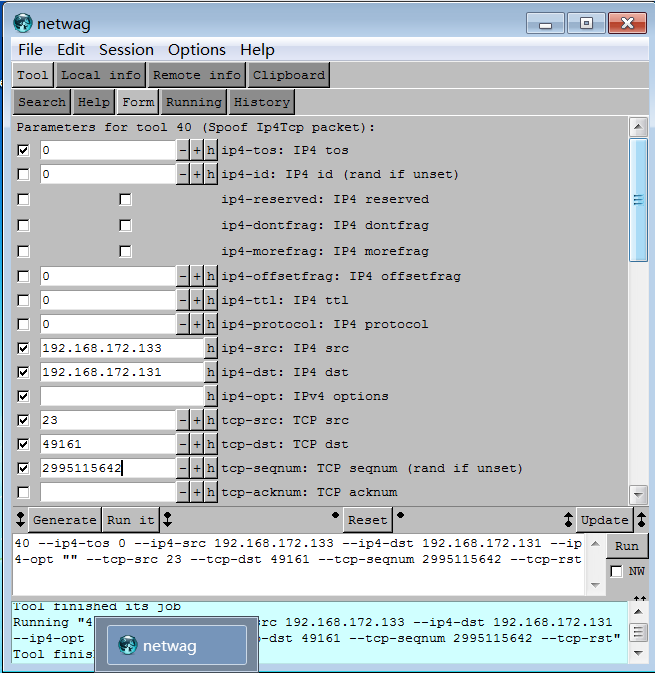 netwag
File Edit Session Options Help
Tool Local info Remote info Clipboard
Search Help Form Running History
Parameters for tool 40 (Spoof Ip4Tcp packet):
0 - + h ip4-tos: IP4 tos
0 - + h ip4-id: IP4 id (rand if unset)
ip4-reserved: IP4 reserved
ip4-dontfrag: IP4 dontfrag
ip4-morefrag: IP4 morefrag
0 - + h ip4-offsetfrag: IP4 offsetfrag
0 - + h ip4-ttl: IP4 ttl
0 - + h ip4-protocol: IP4 protocol
192.168.172.133 h ip4-src: IP4 src
192.168.172.131 h ip4-dst: IP4 dst
h ip4-opt: IPv4 options
23 - + h tcp-src: TCP src
49161 - + h tcp-dst: TCP dst
2995115642 - + h tcp-seqnum: TCP seqnum (rand if unset)
- + h tcp-acknum: TCP acknum
Generate Run it Reset Update
40 --ip4-tos 0 --ip4-src 192.168.172.133 --ip4-dst 192.168.172.131 --ip
4-opt "" --tcp-src 23 --tcp-dst 49161 --tcp-seqnum 2995115642 --tcp-rst
Run
NW
Tool finished its job
Running "4 src 192.168.172.133 --ip4-dst 192.168.172.131
--ip4-opt -dst 49161 --tcp-seqnum 2995115642 --tcp-rst"
Tool
netwag